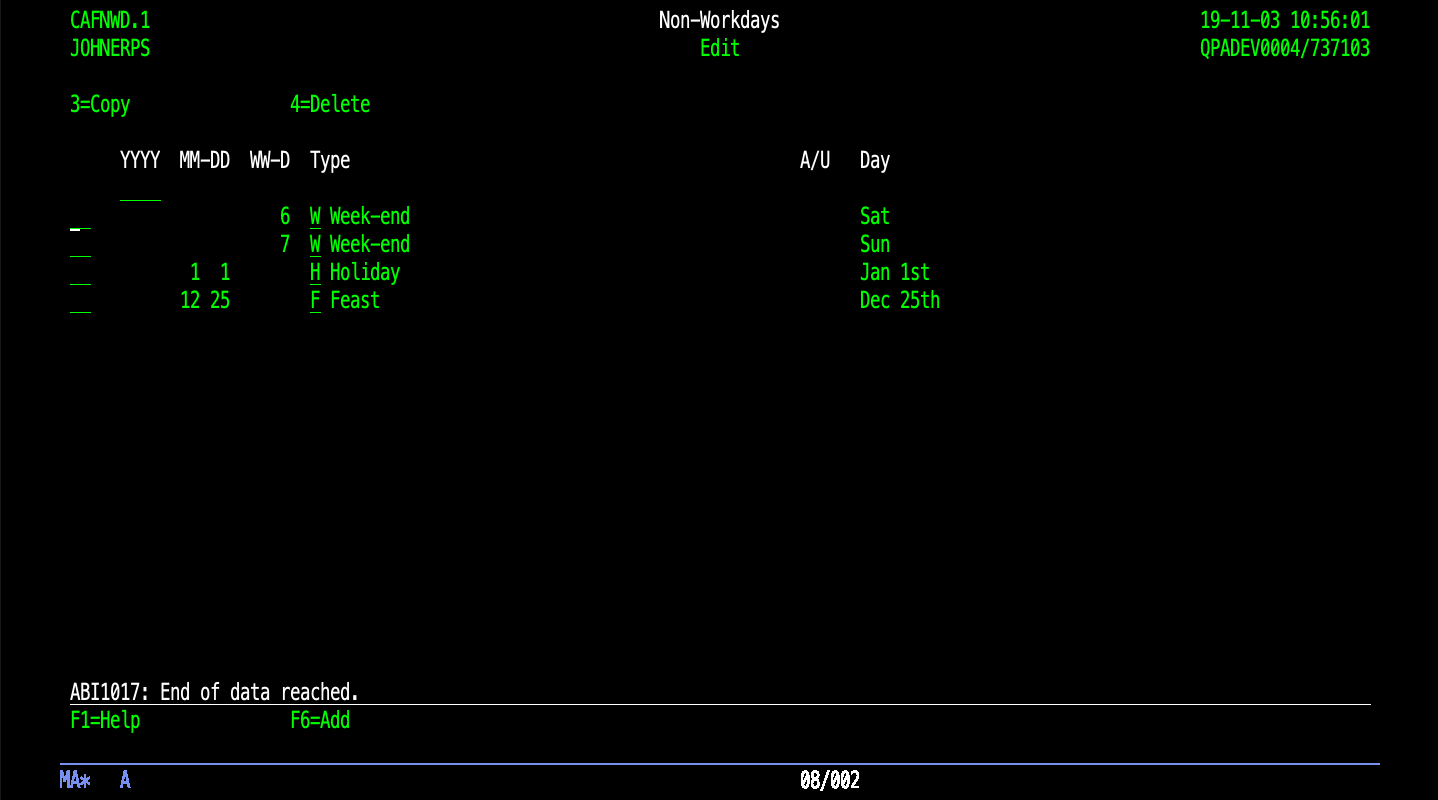 CAFNWD.1 Non-Workdays 19-11-03 10:56:01
JOHNERPS Edit QPADEV0004/737103
3=Copy 4=Delete
YYYY MM-DD WW-D Type A/U Day
6 W Week-end Sat
7 W Week-end Sun
1 1 H Holiday Jan 1st
12 25 F Feast Dec 25th
ABI1017: End of data reached.
F1=Help F6=Add
MA* A 08/002